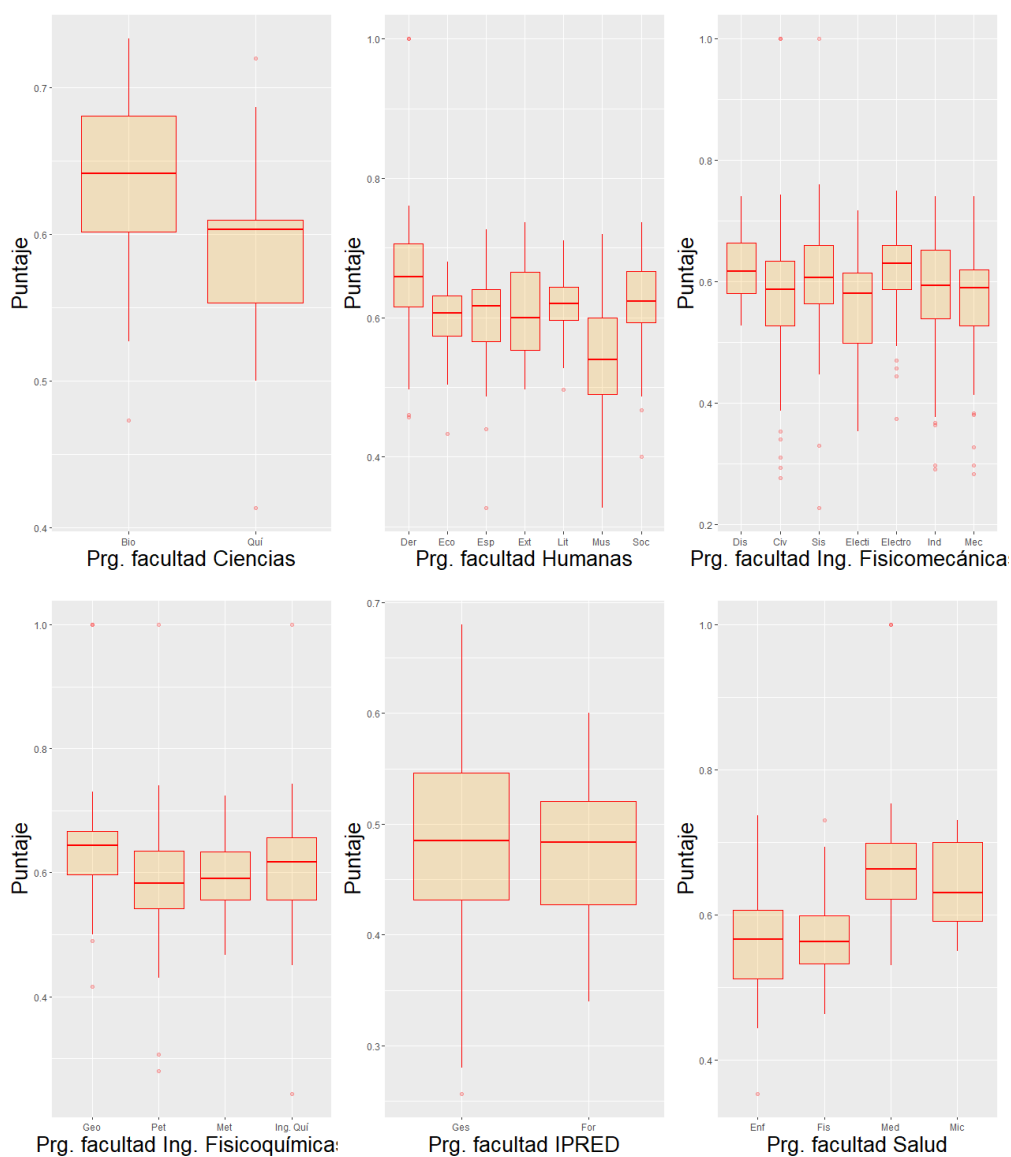 Puntaje
0.7
0.6
0.5
0.4
Bio Quí
Prg. facultad Ciencias
Puntaje
1.0
0.8
0.6
0.4
Der Eco Esp Ext Lit Mus Soc
Prg. facultad Humanas
Puntaje
1.0
0.8
0.6
0.4
0.2
Dis Civ Sis Electi Electro Ind Mec
Prg. facultad Ing. Fisicomecánicas
Puntaje
1.0
0.8
0.6
0.4
Geo Pet Met Ing. Quí
Prg. facultad Ing. Fisicoquímicas
Puntaje
0.7
0.6
0.5
0.4
0.3
Ges For
Prg. facultad IPRED
Puntaje
1.0
0.8
0.6
0.4
Enf Fis Med Mic
Prg. facultad Salud